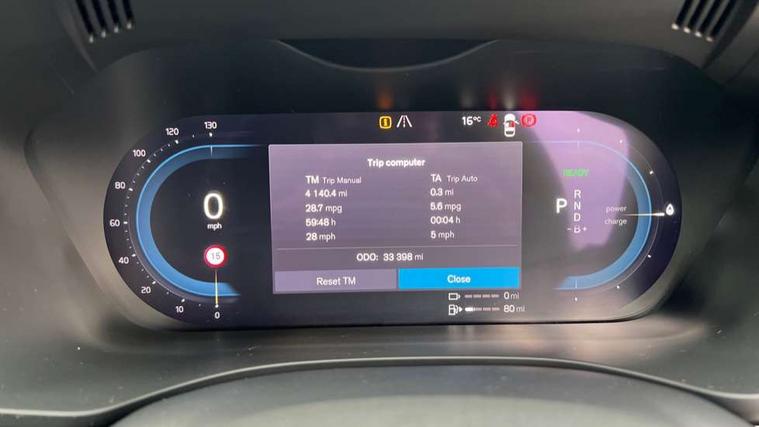 120
130
100
80
60
40
20
10
0
0
mph
15
16°C
Trip computer
TM Trip Manual
4 140.4 mi
28.7 mpg
59:48 h
28 mph
TA Trip Auto
0.3 mi
5.6 mpg
00:04 h
5 mph
ODO: 33 398 mi
Reset TM
Close
READY
P
R
N
D
-B+
power
charge
0 mi
80 mi